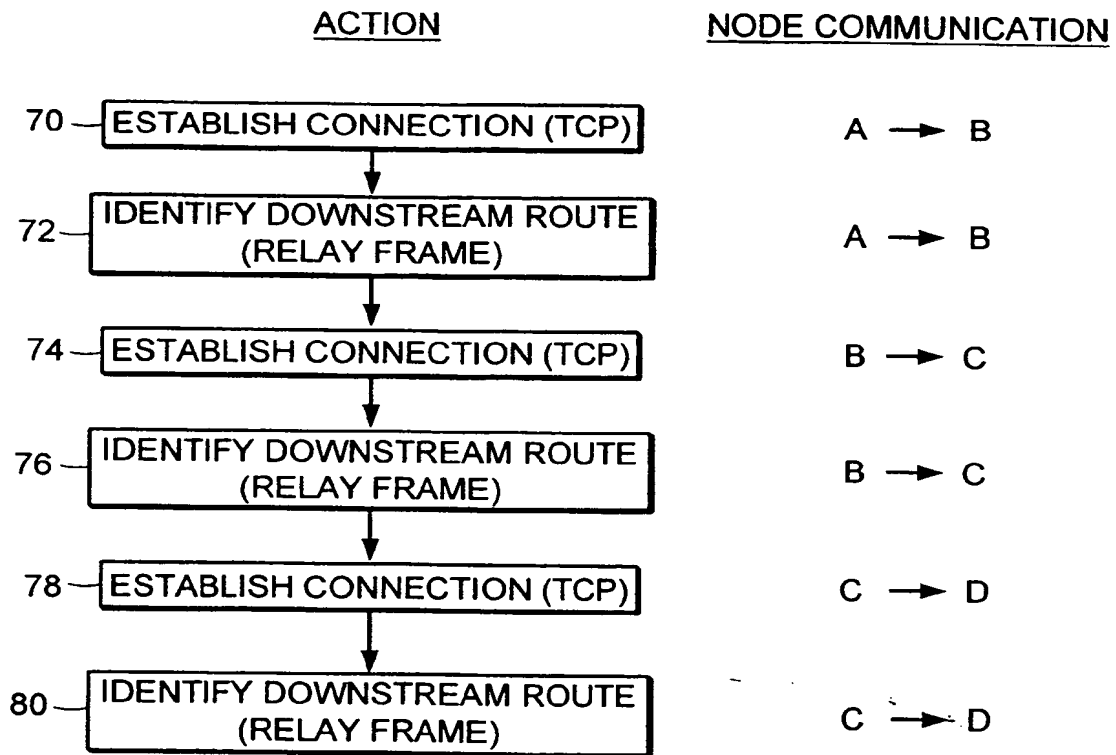 ACTION NODE COMMUNICATION
70 ESTABLISH CONNECTION (TCP) A B
72 IDENTIFY DOWNSTREAM ROUTE
(RELAY FRAME) A B
74 ESTABLISH CONNECTION (TCP) B C
76 IDENTIFY DOWNSTREAM ROUTE
(RELAY FRAME) B C
78 ESTABLISH CONNECTION (TCP) C D
80 IDENTIFY DOWNSTREAM ROUTE
(RELAY FRAME) C D